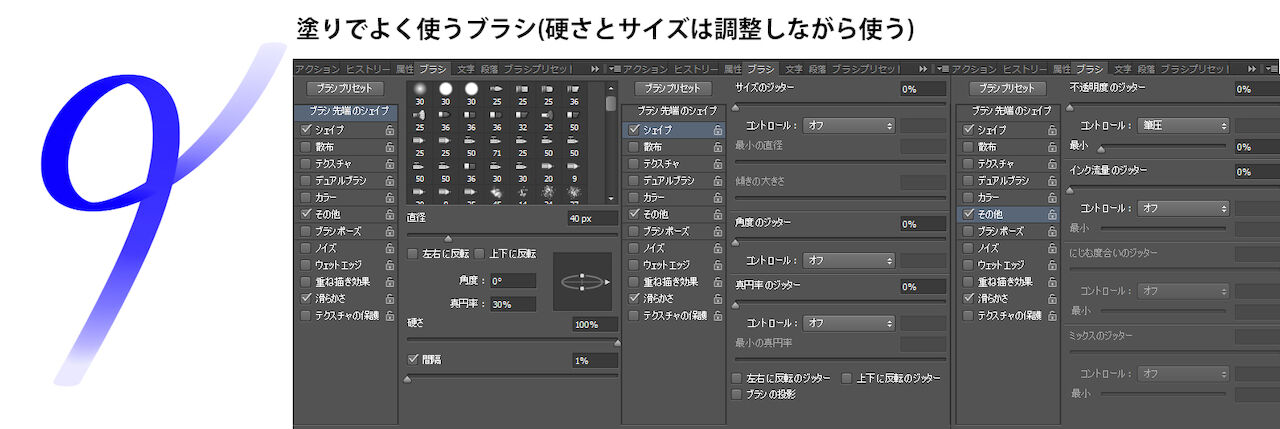 塗りでよく使うブラシ(硬さとサイズは調整しながら使う)
アクション ヒストリー 属性 ブラシ 文字 段落 ブラシプリセット
ブラシプリセット
ブラシ先端のシェイプ
シェイプ
散布
テクスチャ
デュアルブラシ
カラー
その他
ブラシポーズ
ノイズ
ウェットエッジ
重ね描き効果
滑らかさ
テクスチャの保護
30 30 30 25 25 25 36
25 36 36 36 32 25 50
25 25 50 71 25 50 50
50 50 36 30 30 20 9
直径 40 px
左右に反転 上下に反転
角度： 0°
真円率： 30%
硬さ 100%
間隔 1%
アクション ヒストリー 属性 ブラシ 文字 段落 ブラシプリセット
ブラシプリセット
ブラシ先端のシェイプ
シェイプ
散布
テクスチャ
デュアルブラシ
カラー
その他
ブラシポーズ
ノイズ
ウェットエッジ
重ね描き効果
滑らかさ
テクスチャの保護
サイズのジッター 0%
コントロール： オフ
最小の直径
傾きの大きさ
角度のジッター 0%
コントロール： オフ
真円率のジッター 0%
コントロール： オフ
最小の真円率
左右に反転のジッター 上下に反転のジッター
ブラシの投影
アクション ヒストリー 属性 ブラシ 文字 段落 ブラシプリセット
ブラシプリセット
ブラシ先端のシェイプ
シェイプ
散布
テクスチャ
デュアルブラシ
カラー
その他
ブラシポーズ
ノイズ
ウェットエッジ
重ね描き効果
滑らかさ
テクスチャの保護
不透明度のジッター 0%
コントロール： 筆圧
最小 0%
インク流量のジッター 0%
コントロール： オフ
最小
にじむ度合いのジッター
コントロール： オフ
最小
ミックスのジッター
コントロール： オフ
最小